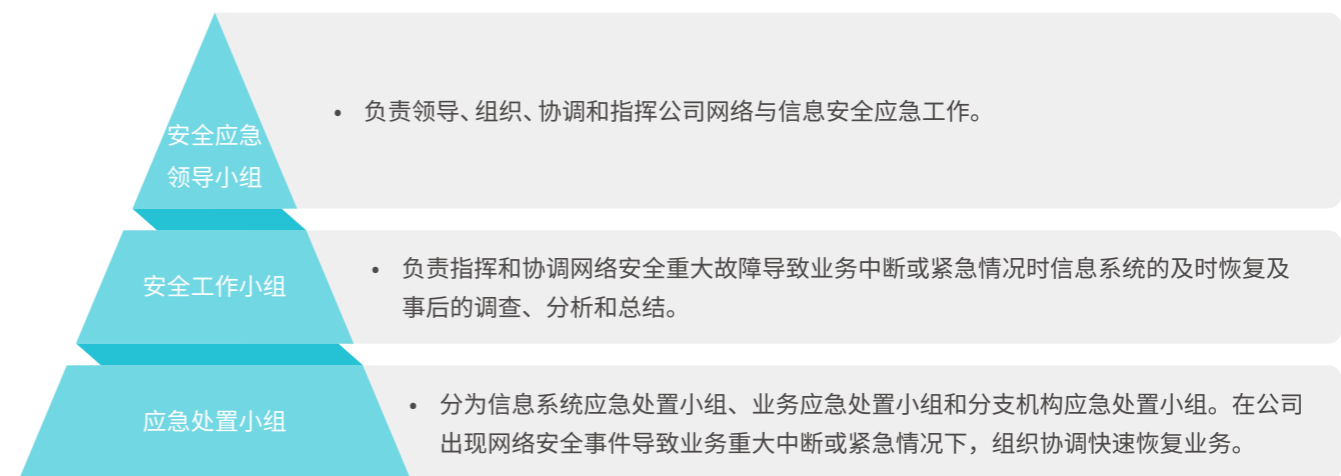 安全应急
领导小组
• 负责领导、组织、协调和指挥公司网络与信息安全应急工作。
安全工作小组
• 负责指挥和协调网络安全重大故障导致业务中断或紧急情况时信息系统的及时恢复及
事后的调查、分析和总结。
应急处置小组
• 分为信息系统应急处置小组、业务应急处置小组和分支机构应急处置小组。在公司
出现网络安全事件导致业务重大中断或紧急情况下，组织协调快速恢复业务。